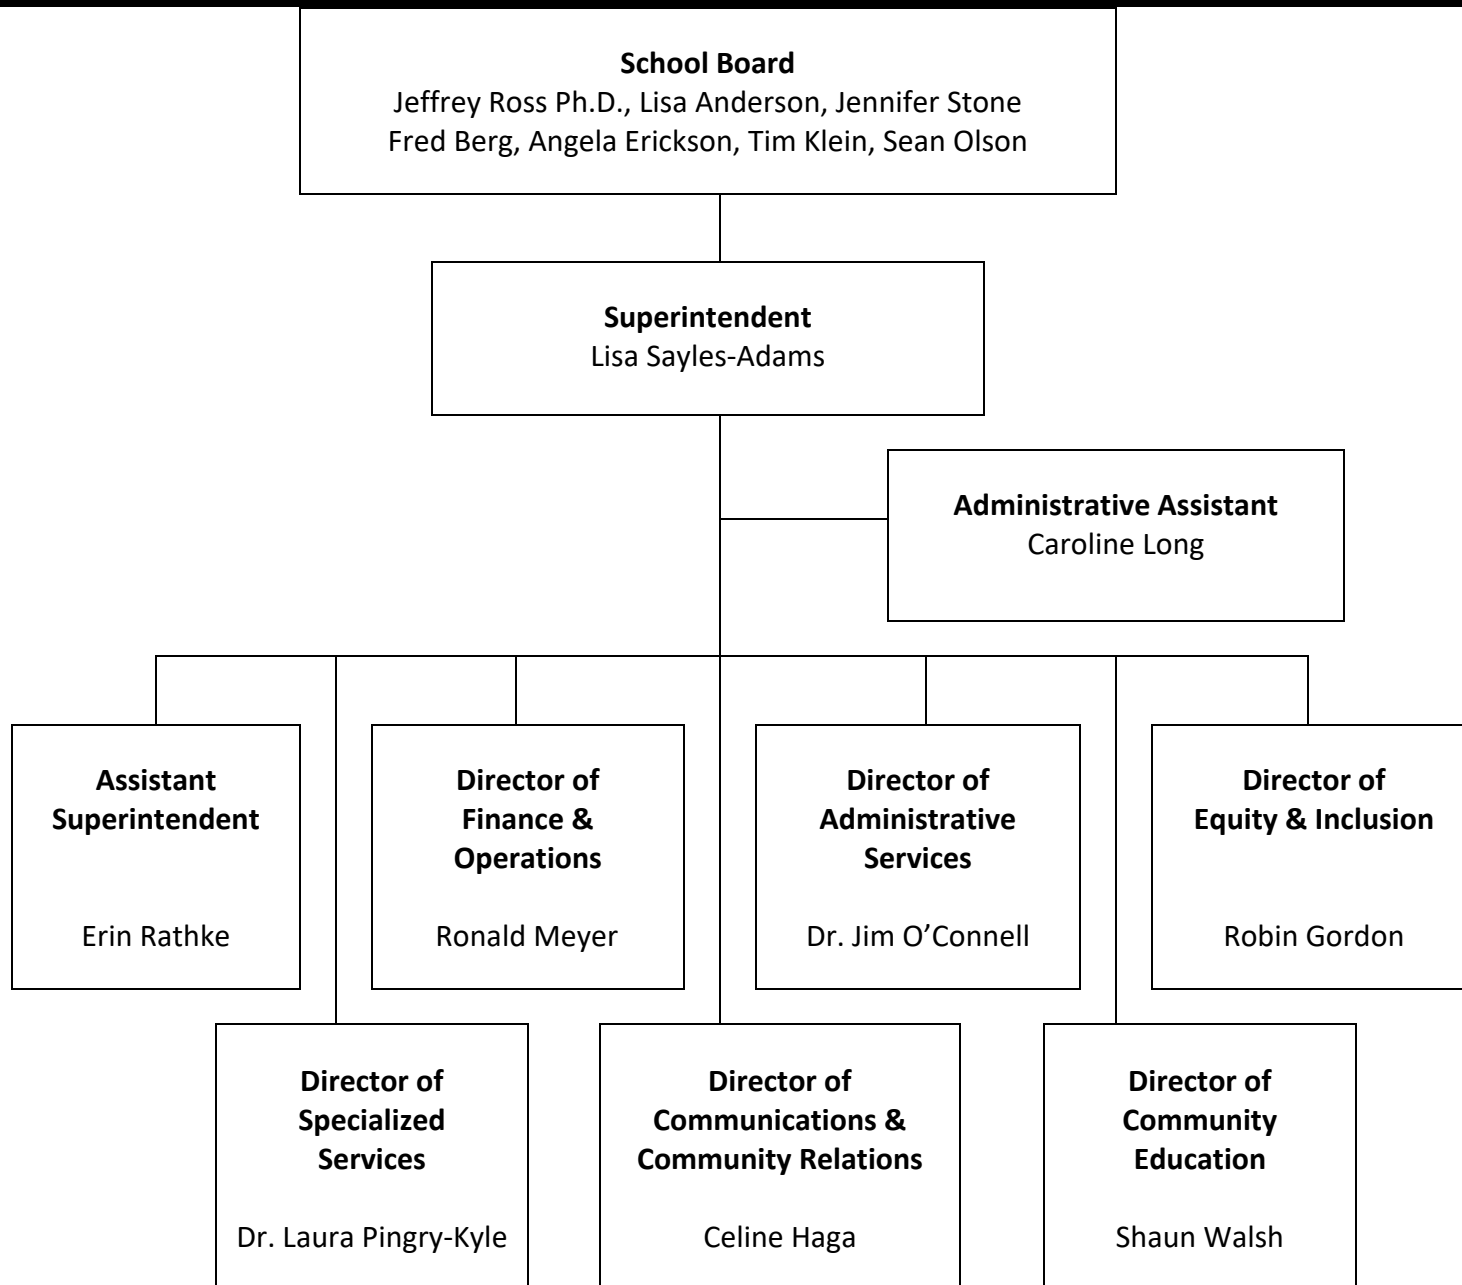 School Board
Jeffrey Ross Ph.D., Lisa Anderson, Jennifer Stone
Fred Berg, Angela Erickson, Tim Klein, Sean Olson
Superintendent
Lisa Sayles-Adams
Administrative Assistant
Caroline Long
Assistant
Superintendent
Erin Rathke
Director of
Finance &
Operations
Ronald Meyer
Director of
Administrative
Services
Dr. Jim O’Connell
Director of
Equity & Inclusion
Robin Gordon
Director of
Specialized
Services
Dr. Laura Pingry-Kyle
Director of
Communications &
Community Relations
Celine Haga
Director of
Community
Education
Shaun Walsh